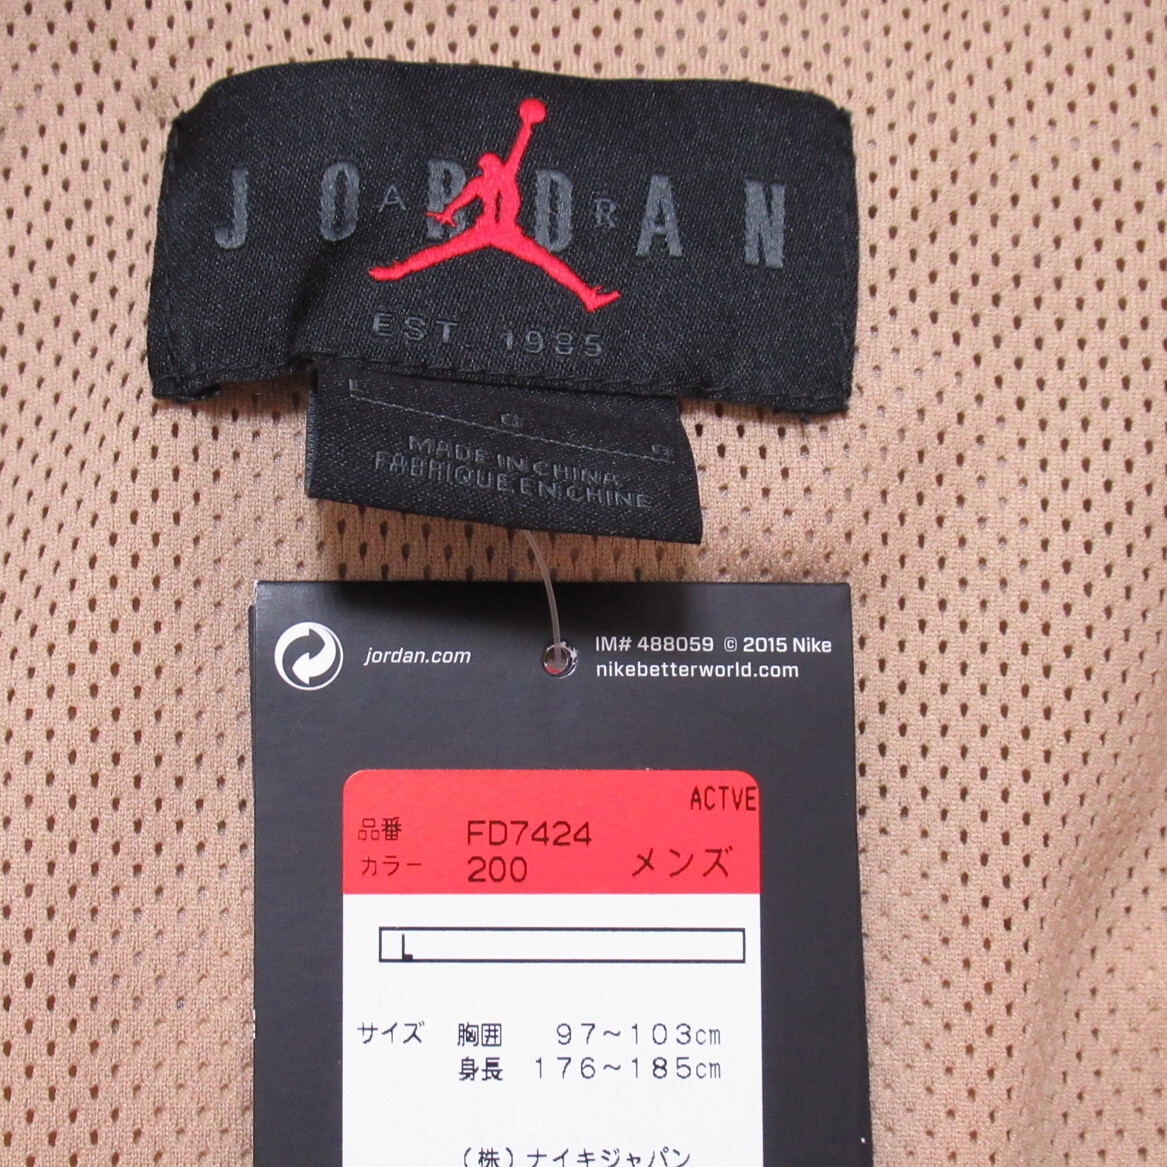 JORDAN
AIR
EST. 1985
L G G
MADE IN CHINA
FABRIQUE EN CHINE
jordan.com
IM# 488059 © 2015 Nike
nikebetterworld.com
ACTVE
品番 FD7424
カラー 200 メンズ
L
サイズ 胸囲 97～103cm
身長 176～185cm
(株)ナイキジャパン